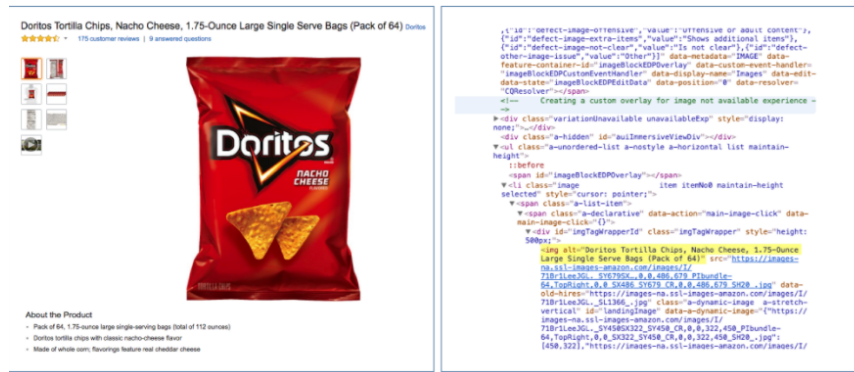 Doritos Tortilla Chips, Nacho Cheese, 1.75-Ounce Large Single Serve Bags (Pack of 64) Doritos
175 customer reviews | 9 answered questions
Doritos
NACHO
CHEESE
About the Product
Pack of 64, 1.75-ounce large single-serving bags (total of 112 ounces)
Doritos tortilla chips with classic nacho-cheese flavor
Made of whole corn; flavorings feature real cheddar cheese
{"id":"defect-image-extra-items","value":"Shows additional items"},
{"id":"defect-image-not-clear","value":"Is not clear"},{"id":"defect-
other-image-issue","value":"Other"}]" data-metadata="IMAGE" data-
feature-container-id="imageBlockEDPOverlay" data-custom-event-handler=
"imageBlockEDPCustomEventHandler" data-display-name="Images" data-edit-
data-state="imageBlockEDPEditData" data-position="0" data-resolver=
"CQResolver"></span>
<!-- Creating a custom overlay for image not available experience -
->
<div class="variationUnavailable unavailableExp" style="display:
none;">…</div>
<div class="a-hidden" id="auiImmersiveViewDiv"></div>
<ul class="a-unordered-list a-nostyle a-horizontal list maintain-
height">
::before
<span id="imageBlockEDPOverlay"></span>
<li class="image item itemNo0 maintain-height
selected" style="cursor: pointer;">
<span class="a-list-item">
<span class="a-declarative" data-action="main-image-click" data-
main-image-click="{}">
<div id="imgTagWrapperId" class="imgTagWrapper" style="height:
500px;">
<img alt="Doritos Tortilla Chips, Nacho Cheese, 1.75-Ounce
Large Single Serve Bags (Pack of 64)" src="https://images-
na.ssl-images-amazon.com/images/I/
71Br1LeeJGL._SY679SX…,0,0,486,679_PIbundle-
64,TopRight,0,0_SX486_SY679_CR,0,0,486,679_SH20_.jpg" data-
old-hires="https://images-na.ssl-images-amazon.com/images/I/
71Br1LeeJGL._SL1366_.jpg" class="a-dynamic-image a-stretch-
vertical" id="landingImage" data-a-dynamic-image="{"https://
images-na.ssl-images-amazon.com/images/I/
71Br1LeeJGL._SY450SX322_SY450_CR,0,0,322,450_PIbundle-
64,TopRight,0,0_SX322_SY450_CR,0,0,322,450_SH20_.jpg":
[450,322],"https://images-na.ssl-images-amazon.com/images/I/